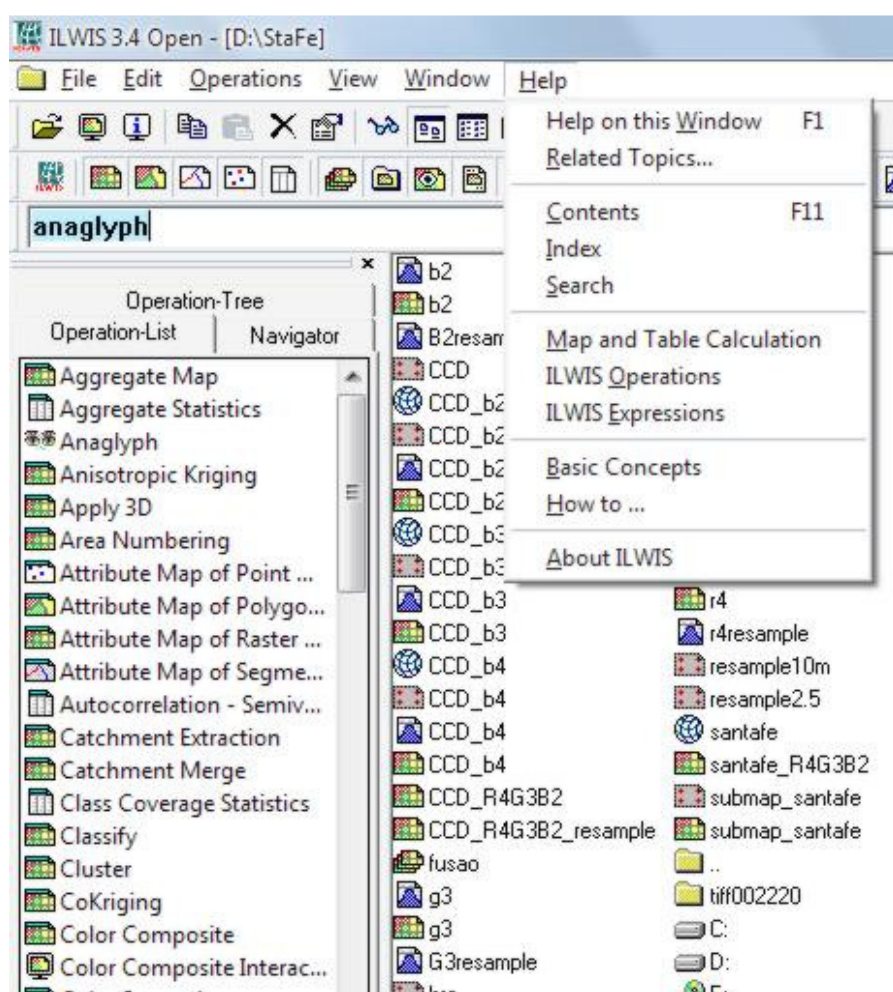 ILWIS 3.4 Open - [D:\StaFe]
File Edit Operations View Window Help
ILWIS
anaglyph
Help on this Window F1
Related Topics...
Contents F11
Index
Search
Map and Table Calculation
ILWIS Operations
ILWIS Expressions
Basic Concepts
How to ...
About ILWIS
Operation-Tree
Operation-List Navigator
Aggregate Map
Aggregate Statistics
Anaglyph
Anisotropic Kriging
Apply 3D
Area Numbering
Attribute Map of Point ...
Attribute Map of Polygo...
Attribute Map of Raster ...
Attribute Map of Segme...
Autocorrelation - Semiv...
Catchment Extraction
Catchment Merge
Class Coverage Statistics
Classify
Cluster
CoKriging
Color Composite
Color Composite Interac...
b2
b2
B2resam
CCD
CCD_b2
CCD_b2
CCD_b2
CCD_b2
CCD_b3
CCD_b3
CCD_b3
CCD_b3
CCD_b4
CCD_b4
CCD_b4
CCD_b4
CCD_R4G3B2
CCD_R4G3B2_resample
fusao
g3
g3
G3resample
r4
r4resample
resample10m
resample2.5
santafe
santafe_R4G3B2
submap_santafe
submap_santafe
..
tiff002220
C:
D: